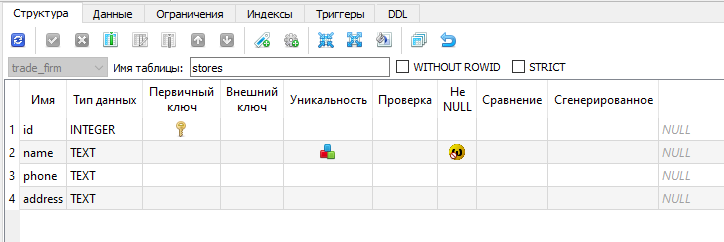 Структура Данные Ограничения Индексы Триггеры DDL
trade_firm Имя таблицы: stores WITHOUT ROWID STRICT
Имя Тип данных Первичный ключ Внешний ключ Уникальность Проверка Не NULL Сравнение Сгенерированное
1 id INTEGER NULL
2 name TEXT NULL
3 phone TEXT NULL
4 address TEXT NULL